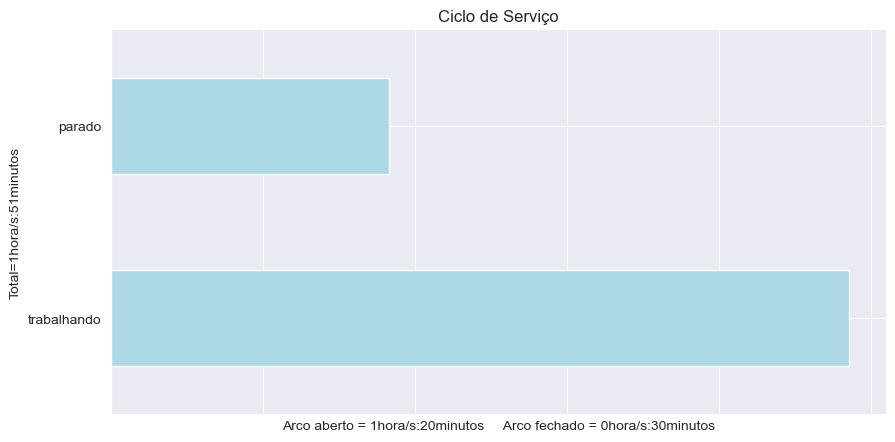 Ciclo de Serviço
parado
trabalhando
Total=1hora/s:51minutos
Arco aberto = 1hora/s:20minutos     Arco fechado = 0hora/s:30minutos